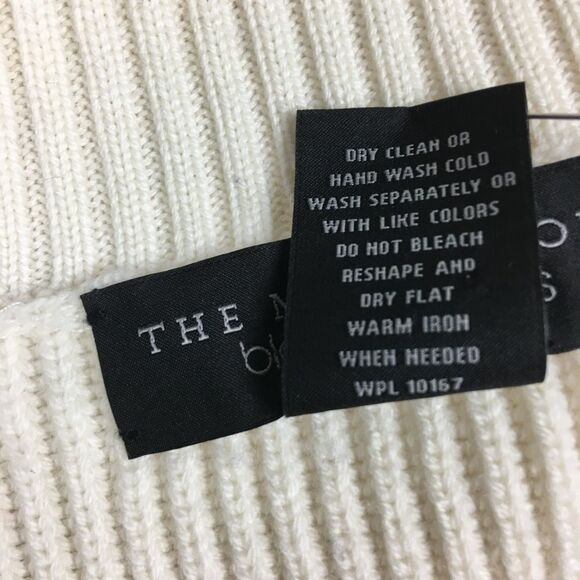 DRY CLEAN OR
HAND WASH COLD
WASH SEPARATELY OR
WITH LIKE COLORS
DO NOT BLEACH
RESHAPE AND
DRY FLAT
WARM IRON
WHEN NEEDED
WPL 10167
THE